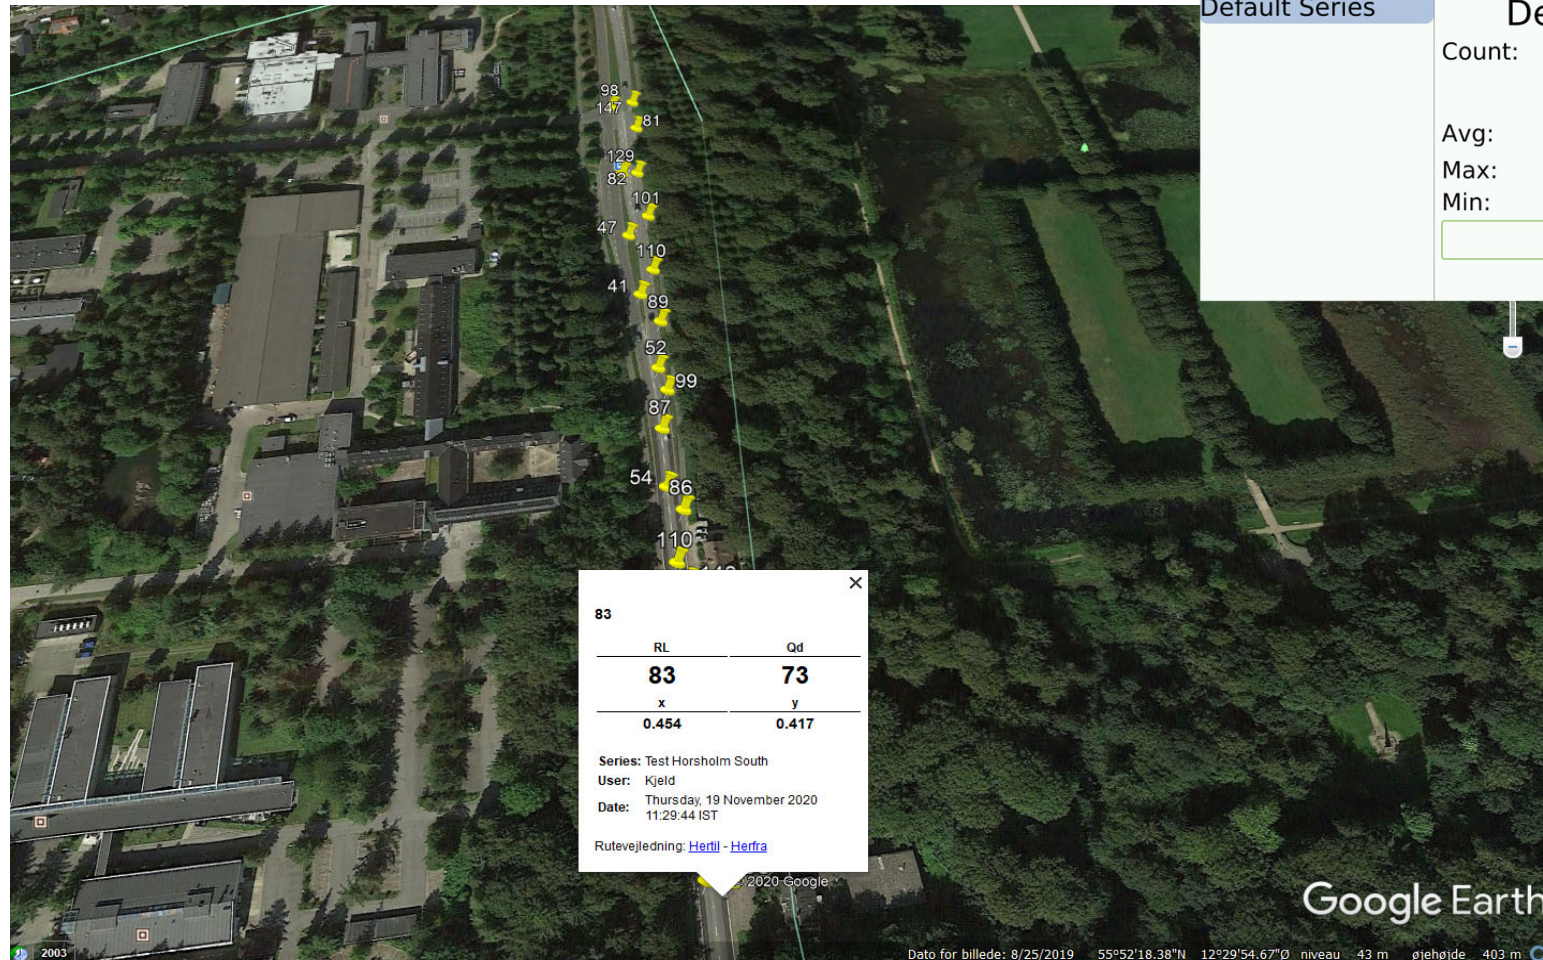 Default Series
Count:
Avg:
Max:
Min:
98
147
81
129
82
101
47
110
41
89
52
99
87
54
86
110
83
RL Qd
83 73
x y
0.454 0.417
Series: Test Horsholm South
User: Kjeld
Date: Thursday, 19 November 2020
11:29:44 IST
Rutevejledning: Hertil - Herfra
2020 Google
Google Earth
2003
Dato for billede: 8/25/2019 55°52'18.38"N 12°29'54.67"Ø niveau 43 m øjehøjde 403 m